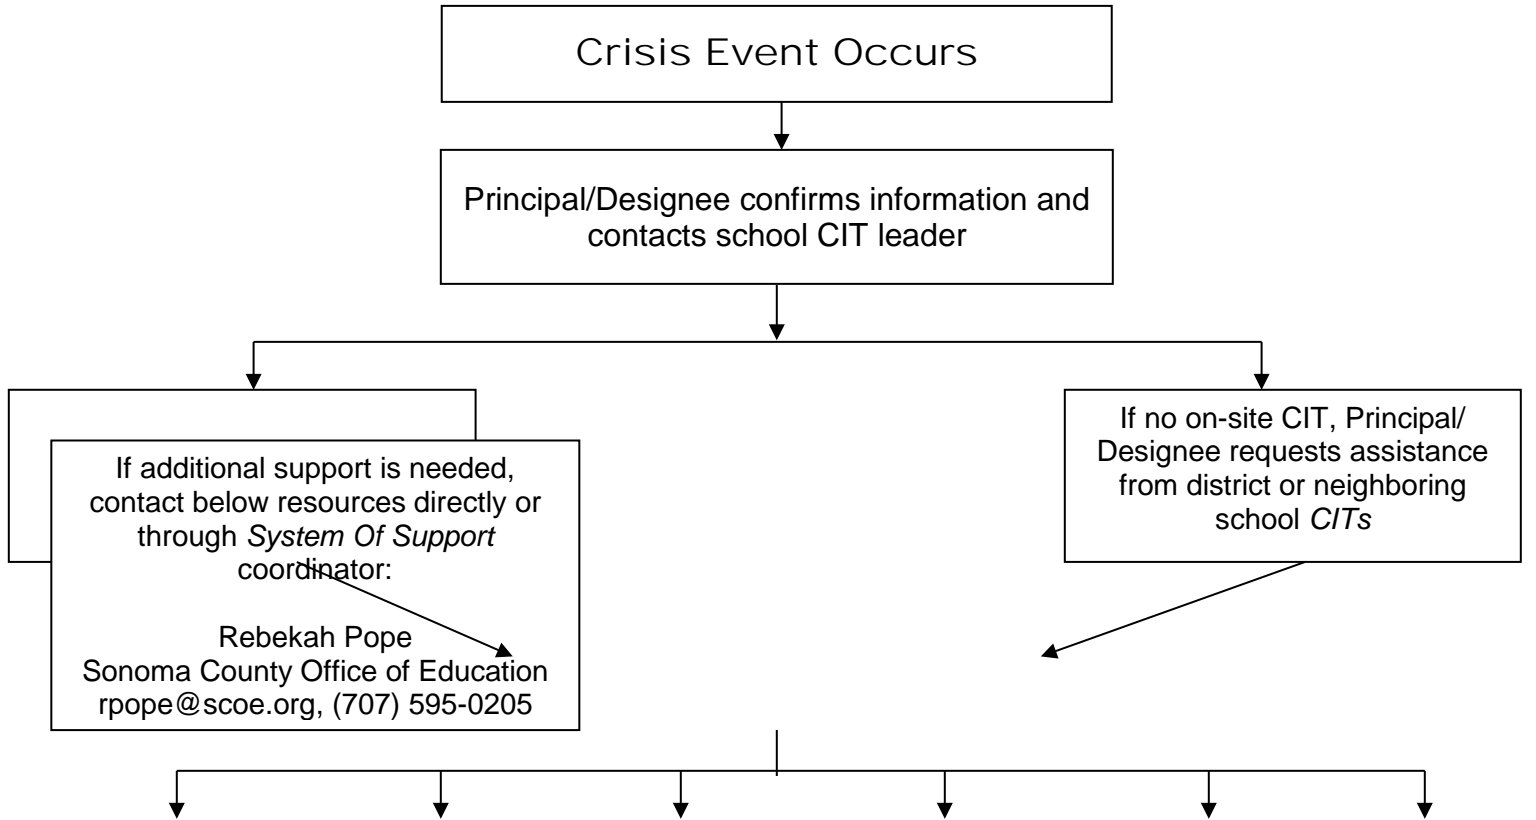 Crisis Event Occurs
Principal/Designee confirms information and
contacts school CIT leader
If additional support is needed,
contact below resources directly or
through System Of Support
coordinator:
Rebekah Pope
Sonoma County Office of Education
rpope@scoe.org, (707) 595-0205
If no on-site CIT, Principal/
Designee requests assistance
from district or neighboring
school CITs